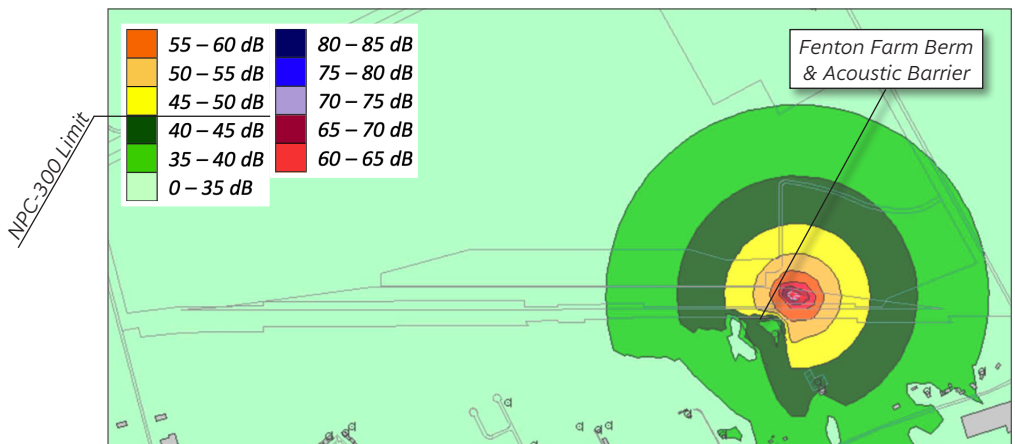 55 – 60 dB
50 – 55 dB
45 – 50 dB
40 – 45 dB
35 – 40 dB
0 – 35 dB
80 – 85 dB
75 – 80 dB
70 – 75 dB
65 – 70 dB
60 – 65 dB
NPC-300 Limit
Fenton Farm Berm
& Acoustic Barrier